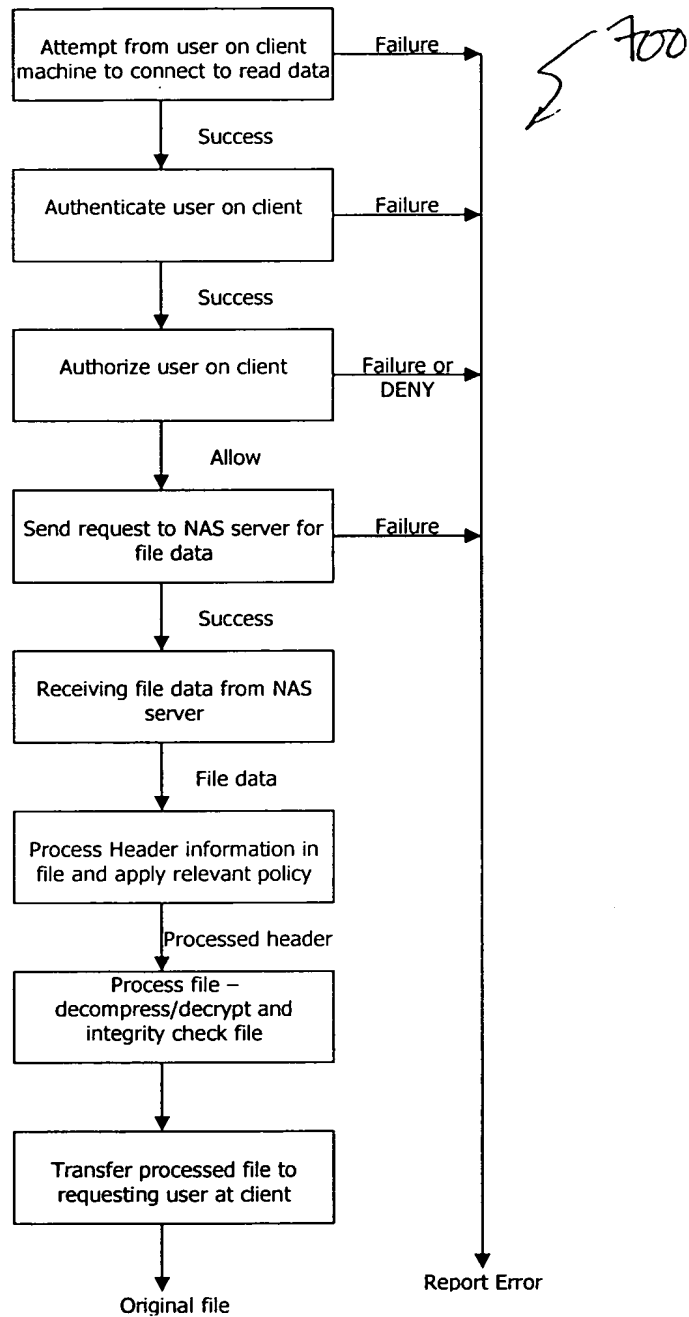 Attempt from user on client
machine to connect to read data
Failure
700
Success
Authenticate user on client
Failure
Success
Authorize user on client
Failure or
DENY
Allow
Send request to NAS server for
file data
Failure
Success
Receiving file data from NAS
server
File data
Process Header information in
file and apply relevant policy
Processed header
Process file –
decompress/decrypt and
integrity check file
Transfer processed file to
requesting user at client
Report Error
Original file